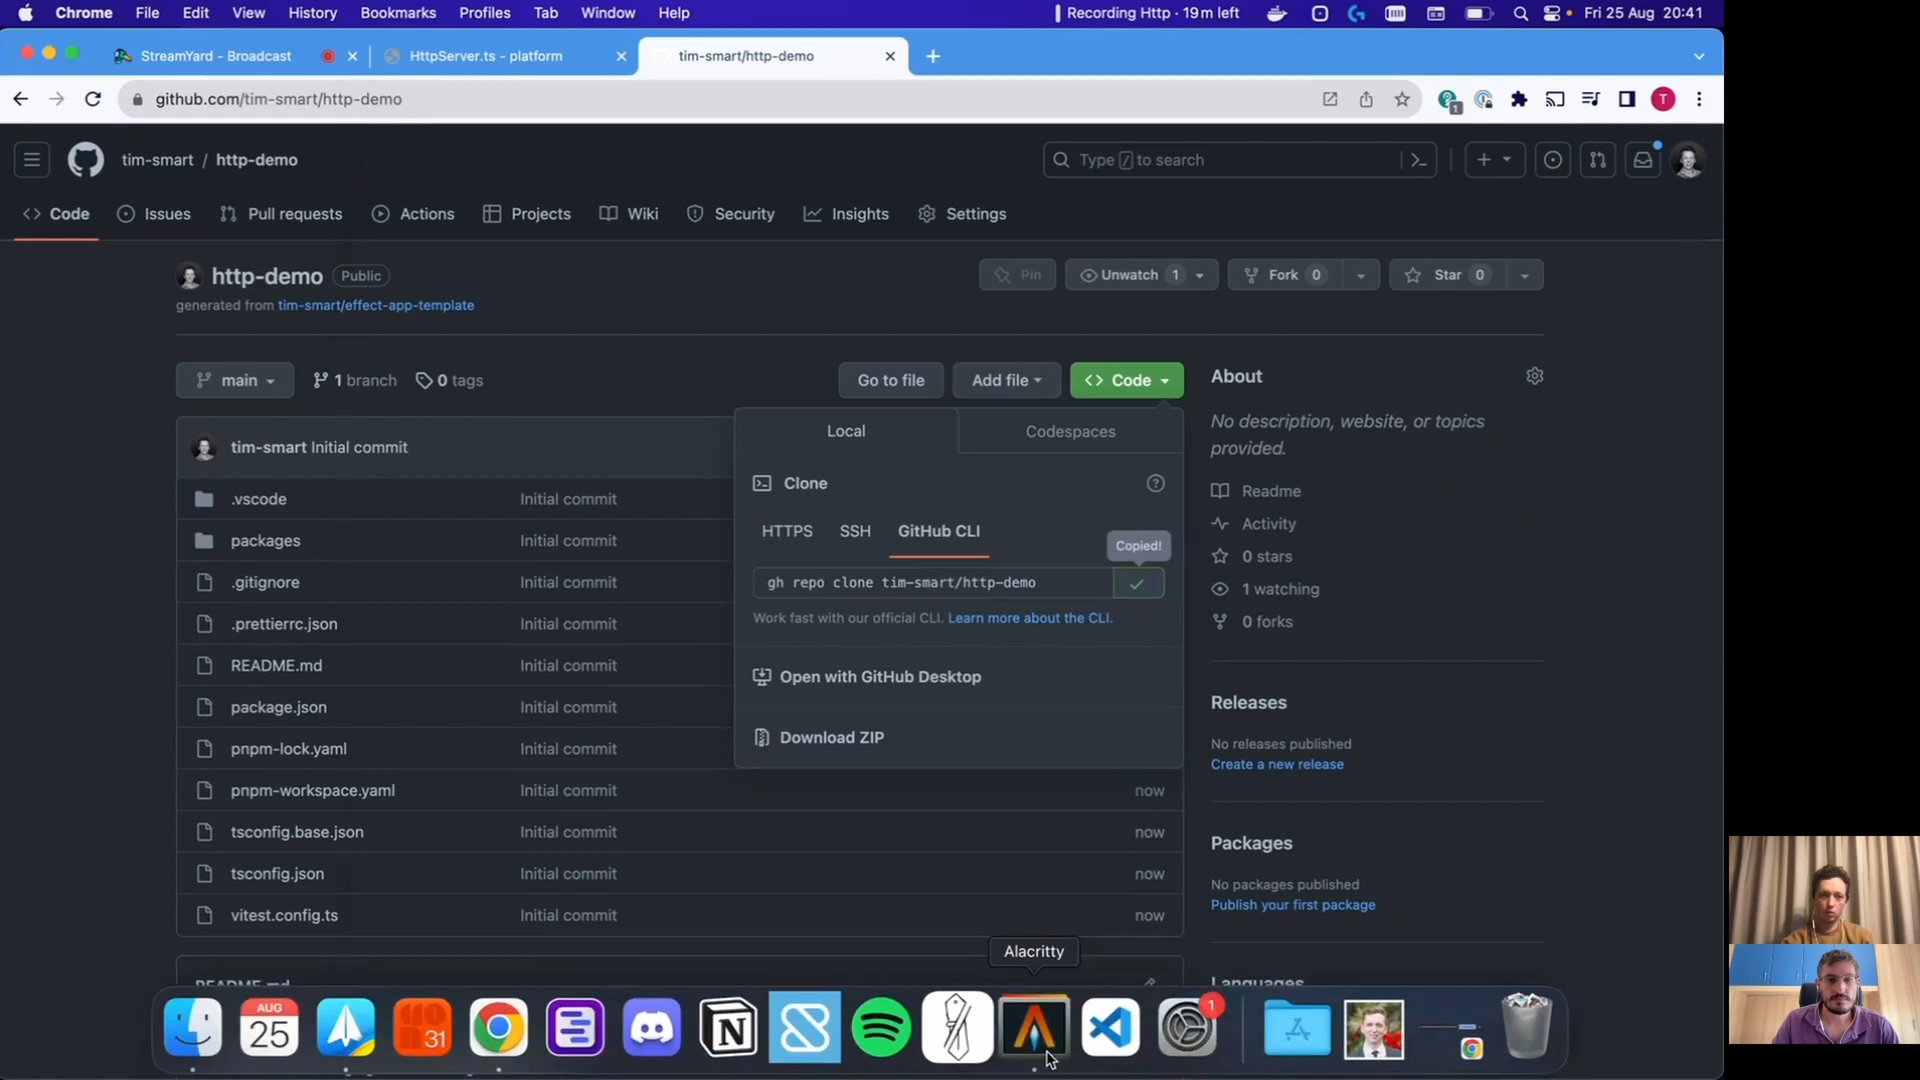 Chrome File Edit View History Bookmarks Profiles Tab Window Help
Recording Http · 19m left Fri 25 Aug 20:41
StreamYard - Broadcast HttpServer.ts - platform tim-smart/http-demo
github.com/tim-smart/http-demo
1
T
tim-smart / http-demo
Type / to search
Code Issues Pull requests Actions Projects Wiki Security Insights Settings
http-demo Public
Pin Unwatch 1 Fork 0 Star 0
generated from tim-smart/effect-app-template
main 1 branch 0 tags
Go to file Add file Code
About
No description, website, or topics
provided.
Readme
Activity
0 stars
1 watching
0 forks
Releases
No releases published
Create a new release
Packages
No packages published
Publish your first package
Languages
tim-smart Initial commit
.vscode Initial commit
packages Initial commit
.gitignore Initial commit
.prettierrc.json Initial commit
README.md Initial commit
package.json Initial commit
pnpm-lock.yaml Initial commit
pnpm-workspace.yaml Initial commit now
tsconfig.base.json Initial commit now
tsconfig.json Initial commit now
vitest.config.ts Initial commit now
README.md
Local Codespaces
Clone
HTTPS SSH GitHub CLI
Copied!
gh repo clone tim-smart/http-demo
Work fast with our official CLI. Learn more about the CLI.
Open with GitHub Desktop
Download ZIP
Alacritty
AUG
25
31
1